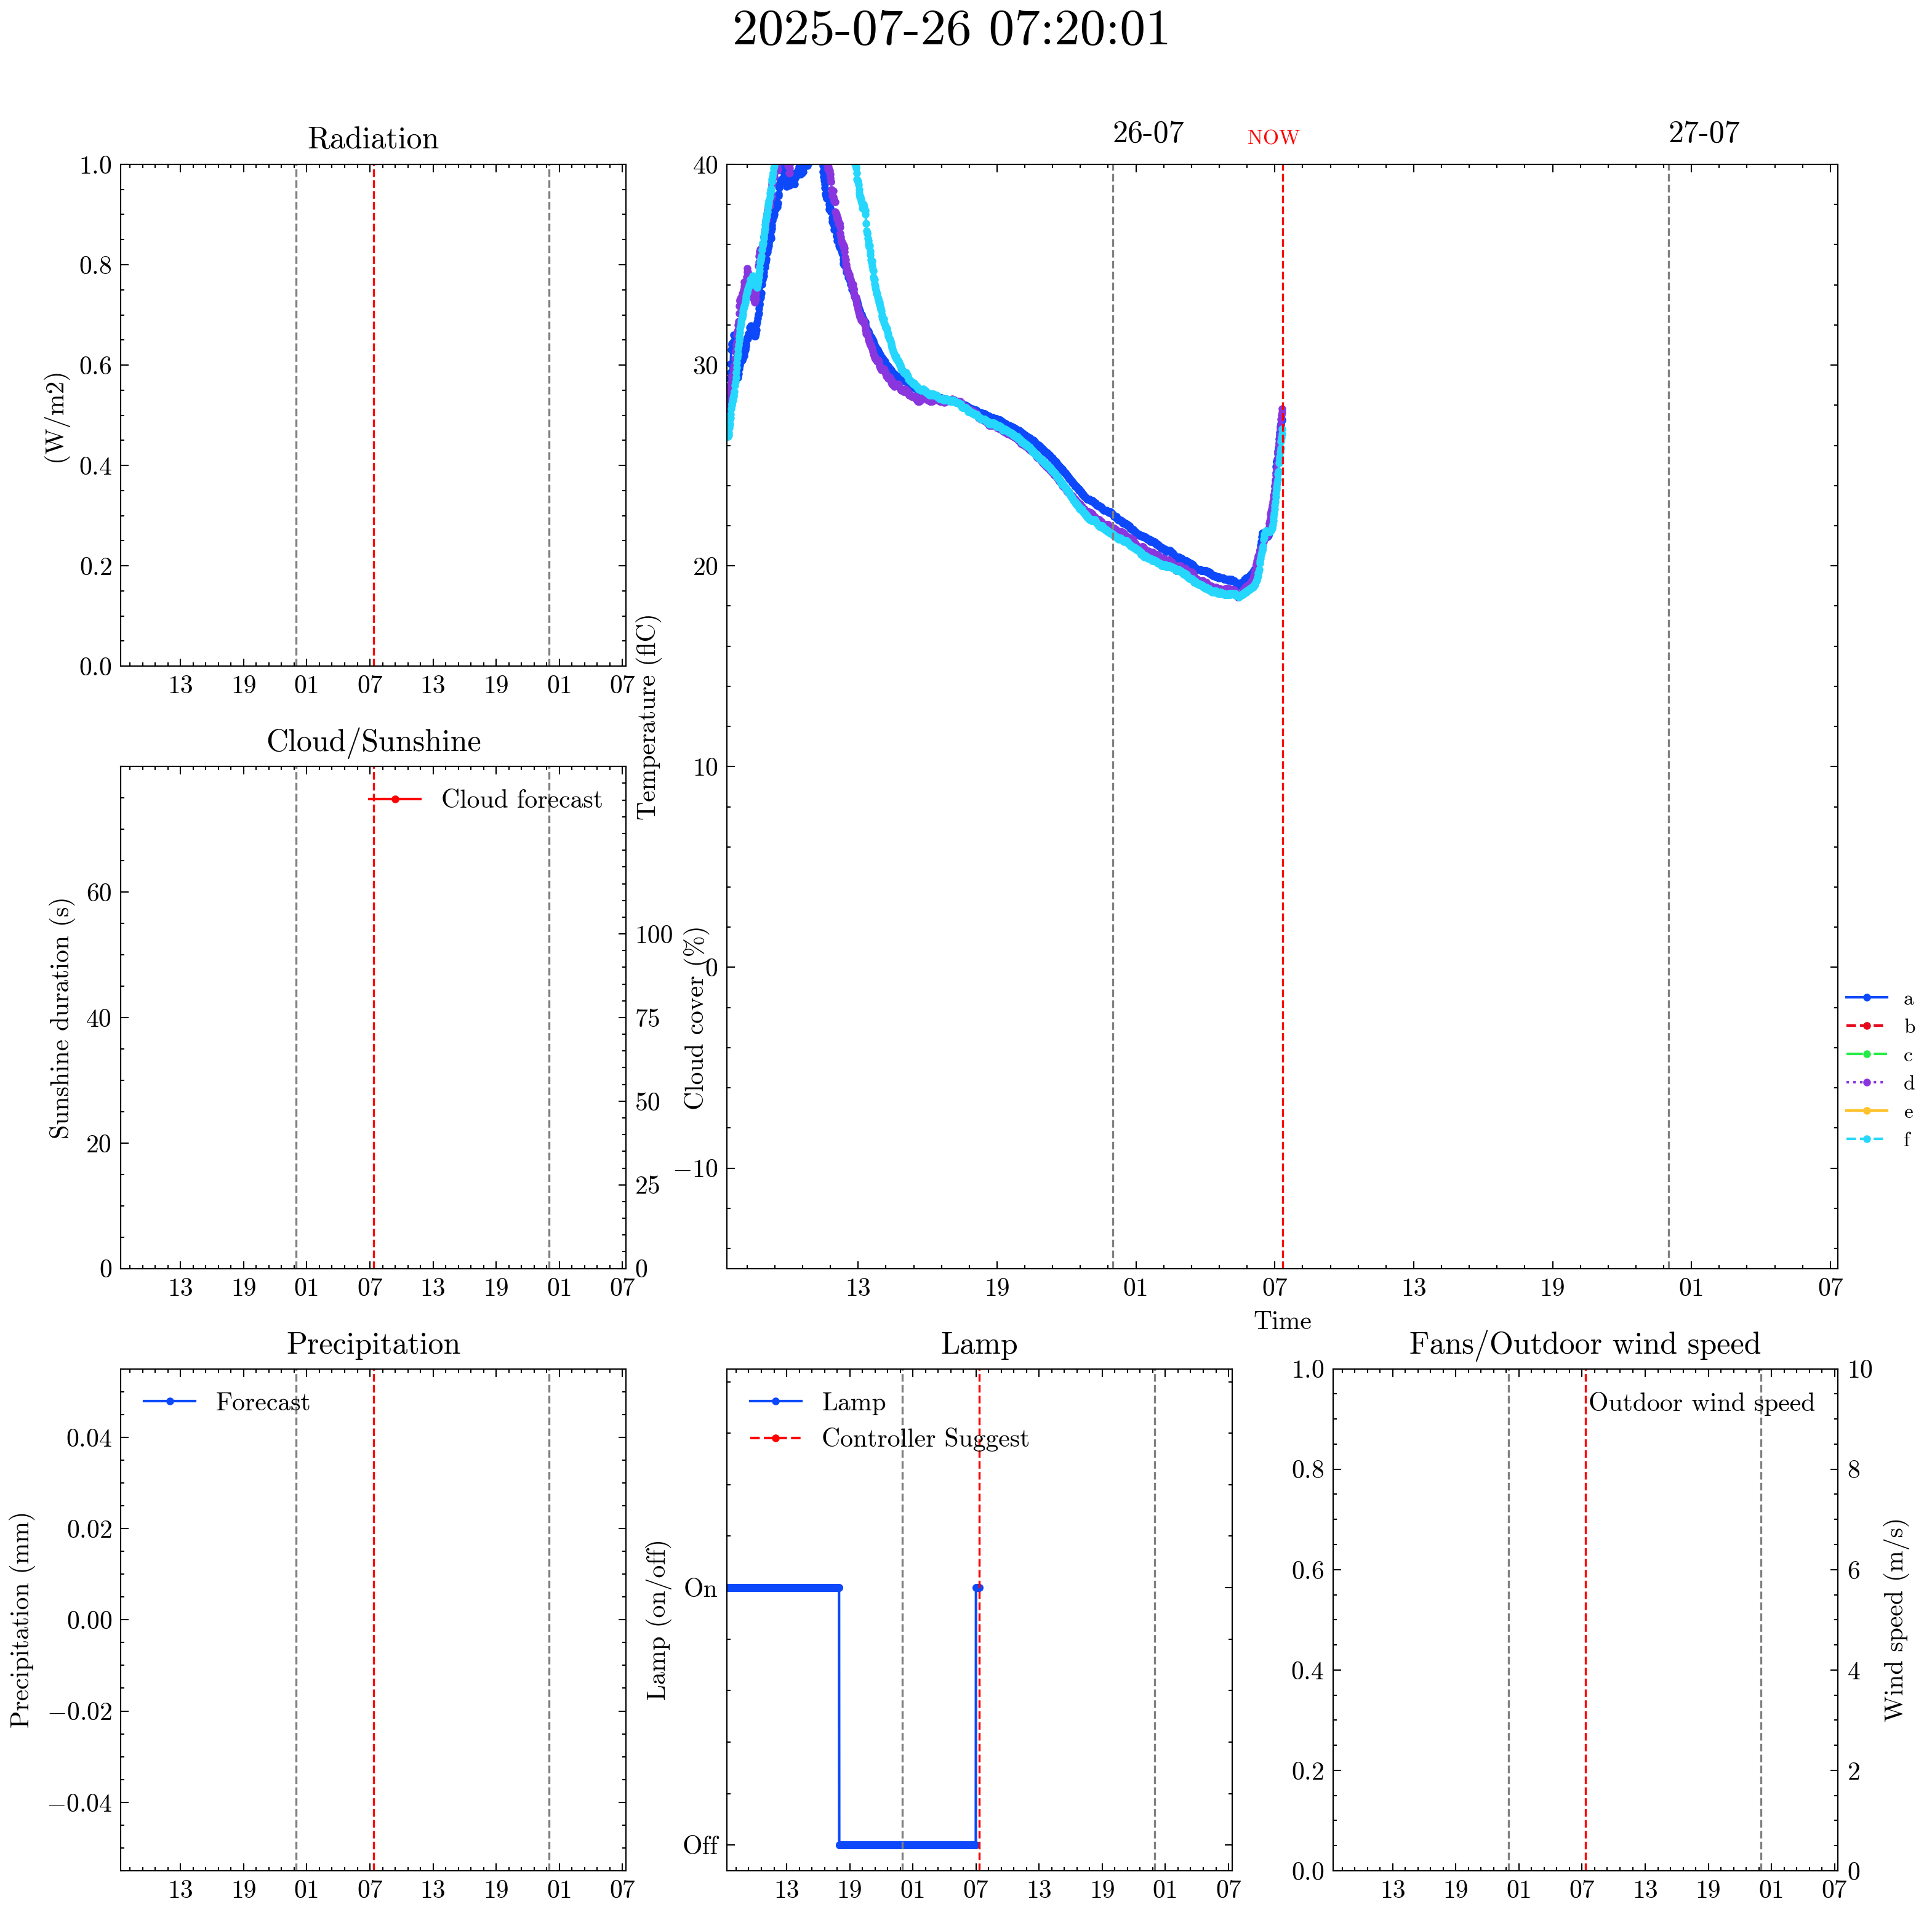 2025-07-26 07:20:01
Radiation
1.0
0.8
0.6
0.4
0.2
0.0
(W/m2)
13 19 01 07 13 19 01 07
26-07 NOW 27-07
40
30
20
10
0
−10
Temperature (flC)
13 19 01 07 13 19 01 07
Time
a
b
c
d
e
f
Cloud/Sunshine
Cloud forecast
60
40
20
0
Sunshine duration (s)
100
75
50
25
0
Cloud cover (%)
13 19 01 07 13 19 01 07
Precipitation
Forecast
0.04
0.02
0.00
−0.02
−0.04
Precipitation (mm)
13 19 01 07 13 19 01 07
Lamp
Lamp
Controller Suggest
On
Off
Lamp (on/off)
13 19 01 07 13 19 01 07
Fans/Outdoor wind speed
Outdoor wind speed
1.0
0.8
0.6
0.4
0.2
0.0
10
8
6
4
2
0
Wind speed (m/s)
13 19 01 07 13 19 01 07